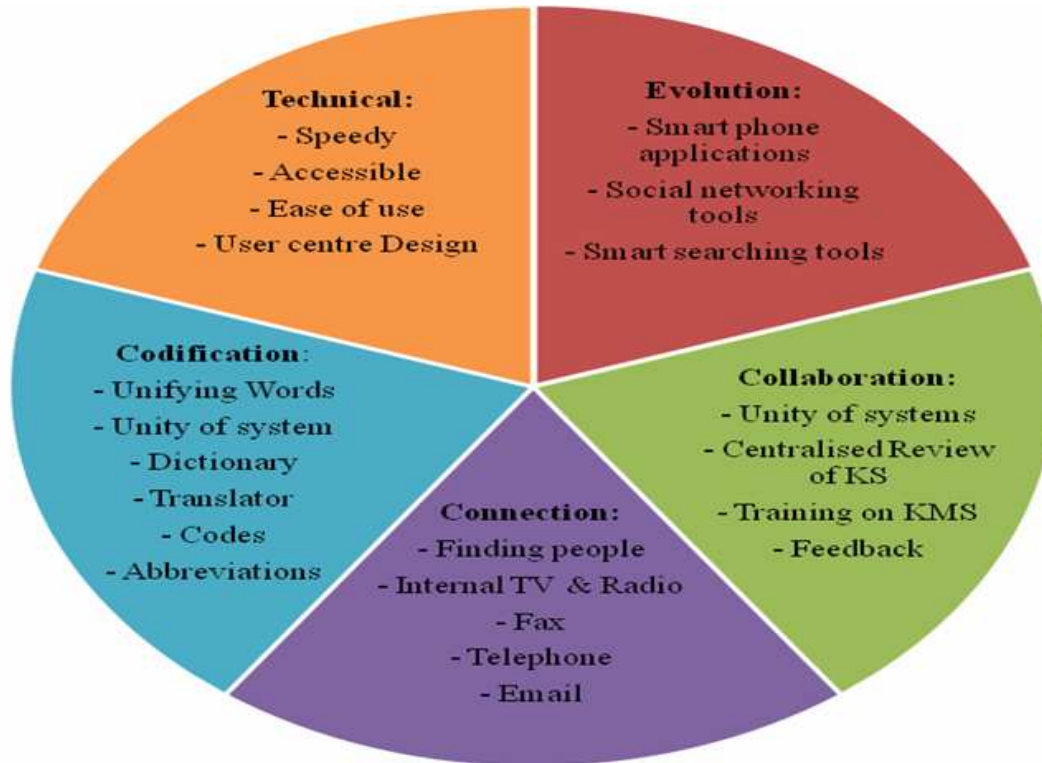 Technical:
- Speedy
- Accessible
- Ease of use
- User centre Design
Evolution:
- Smart phone
applications
- Social networking
tools
- Smart searching tools
Codification:
- Unifying Words
- Unity of system
- Dictionary
- Translator
- Codes
- Abbreviations
Connection:
- Finding people
- Internal TV & Radio
- Fax
- Telephone
- Email
Collaboration:
- Unity of systems
- Centralised Review
of KS
- Training on KMS
- Feedback